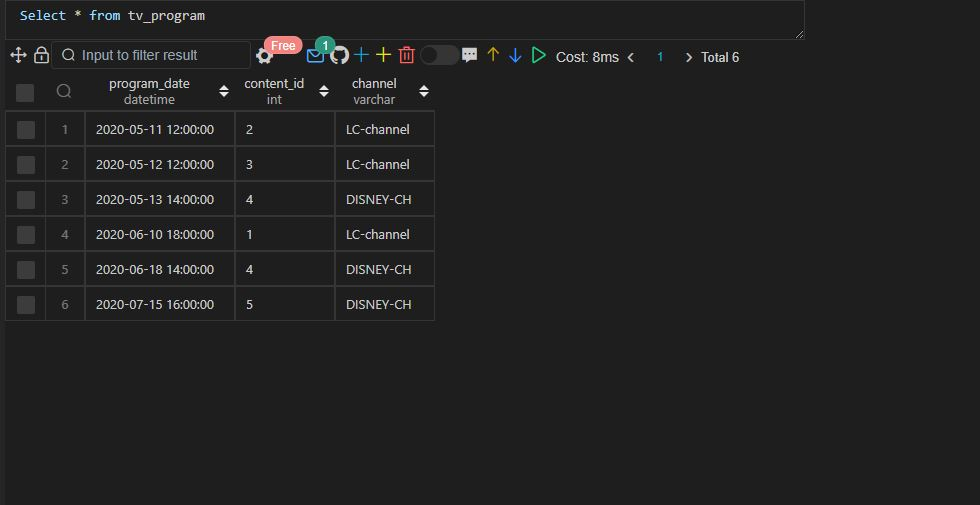 Select * from tv_program
Input to filter result Free 1 Cost: 8ms 1 Total 6
program_date content_id channel
datetime int varchar
1 2020-05-11 12:00:00 2 LC-channel
2 2020-05-12 12:00:00 3 LC-channel
3 2020-05-13 14:00:00 4 DISNEY-CH
4 2020-06-10 18:00:00 1 LC-channel
5 2020-06-18 14:00:00 4 DISNEY-CH
6 2020-07-15 16:00:00 5 DISNEY-CH